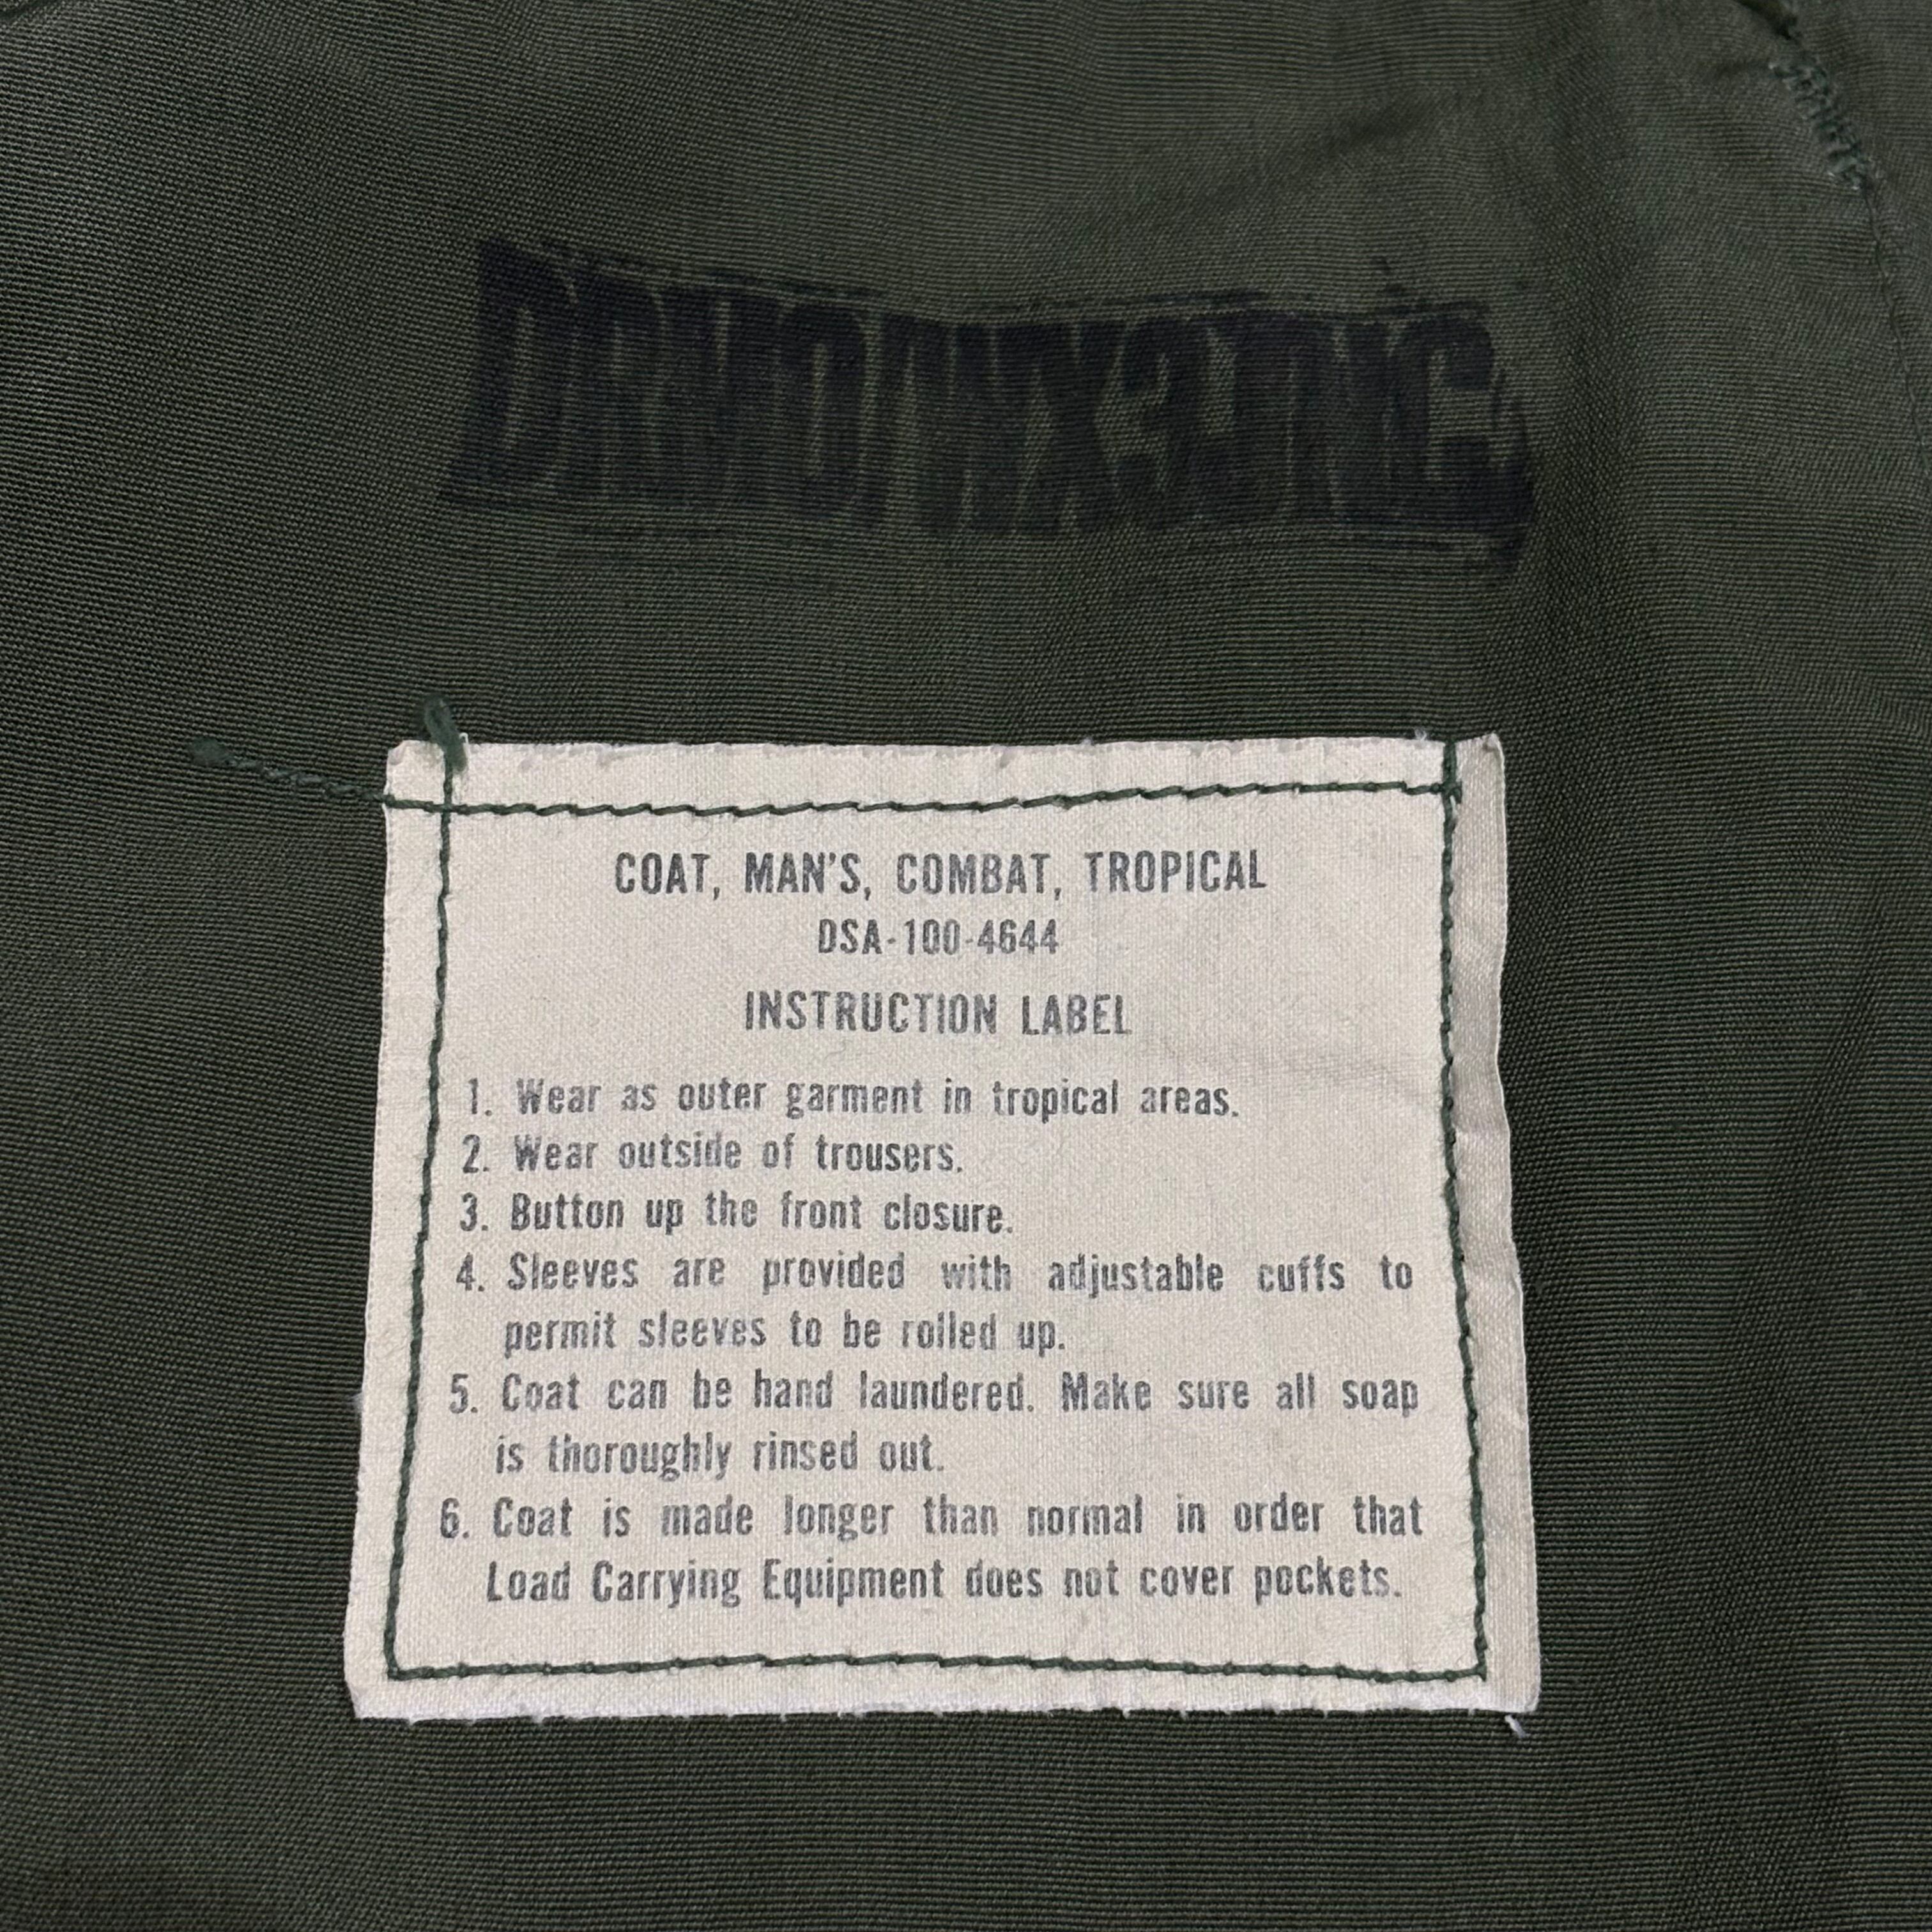 COAT, MAN'S, COMBAT, TROPICAL
DSA-100-4644
INSTRUCTION LABEL
1. Wear as outer garment in tropical areas.
2. Wear outside of trousers.
3. Button up the front closure.
4. Sleeves are provided with adjustable cuffs to
permit sleeves to be rolled up.
5. Coat can be hand laundered. Make sure all soap
is thoroughly rinsed out.
6. Coat is made longer than normal in order that
Load Carrying Equipment does not cover pockets.